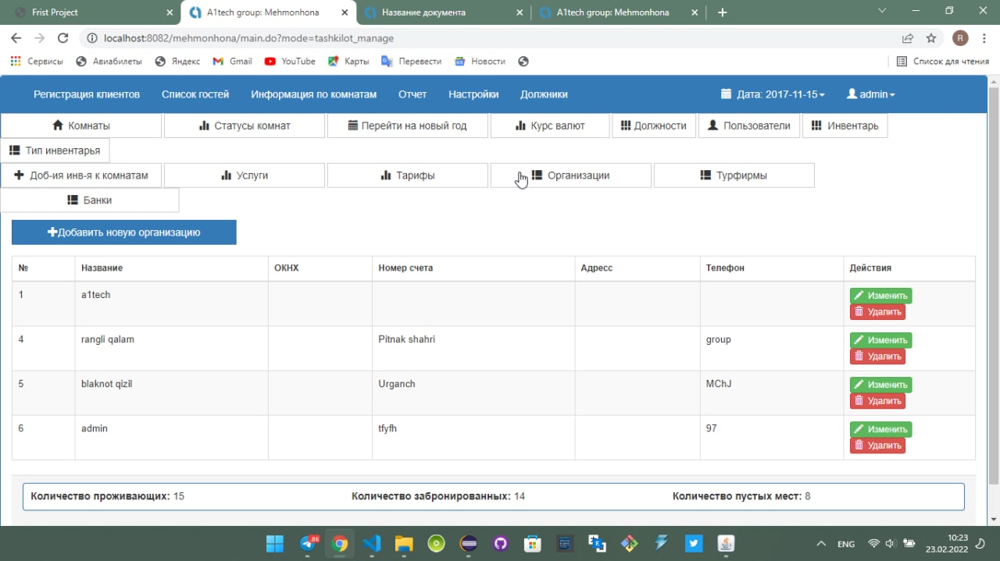 Frist Project
A1tech group: Mehmonhona
Название документа
A1tech group: Mehmonhona
localhost:8082/mehmonhona/main.do?mode=tashkilot_manage
R
Сервисы
Авиабилеты
Яндекс
Gmail
YouTube
Карты
Перевести
Новости
Список для чтения
Регистрация клиентов
Список гостей
Информация по комнатам
Отчет
Настройки
Должники
Дата: 2017-11-15
admin
Комнаты
Статусы комнат
Перейти на новый год
Курс валют
Должности
Пользователи
Инвентарь
Тип инвентарья
Доб-ия инв-я к комнатам
Услуги
Тарифы
Организации
Турфирмы
Банки
Добавить новую организацию
№ Название ОКНХ Номер счета Адресс Телефон Действия
1 a1tech Изменить
Удалить
4 rangli qalam Pitnak shahri group Изменить
Удалить
5 blaknot qizil Urganch MChJ Изменить
Удалить
6 admin tfyfh 97 Изменить
Удалить
Количество проживающих: 15
Количество забронированных: 14
Количество пустых мест: 8
86
ENG
10:23
23.02.2022